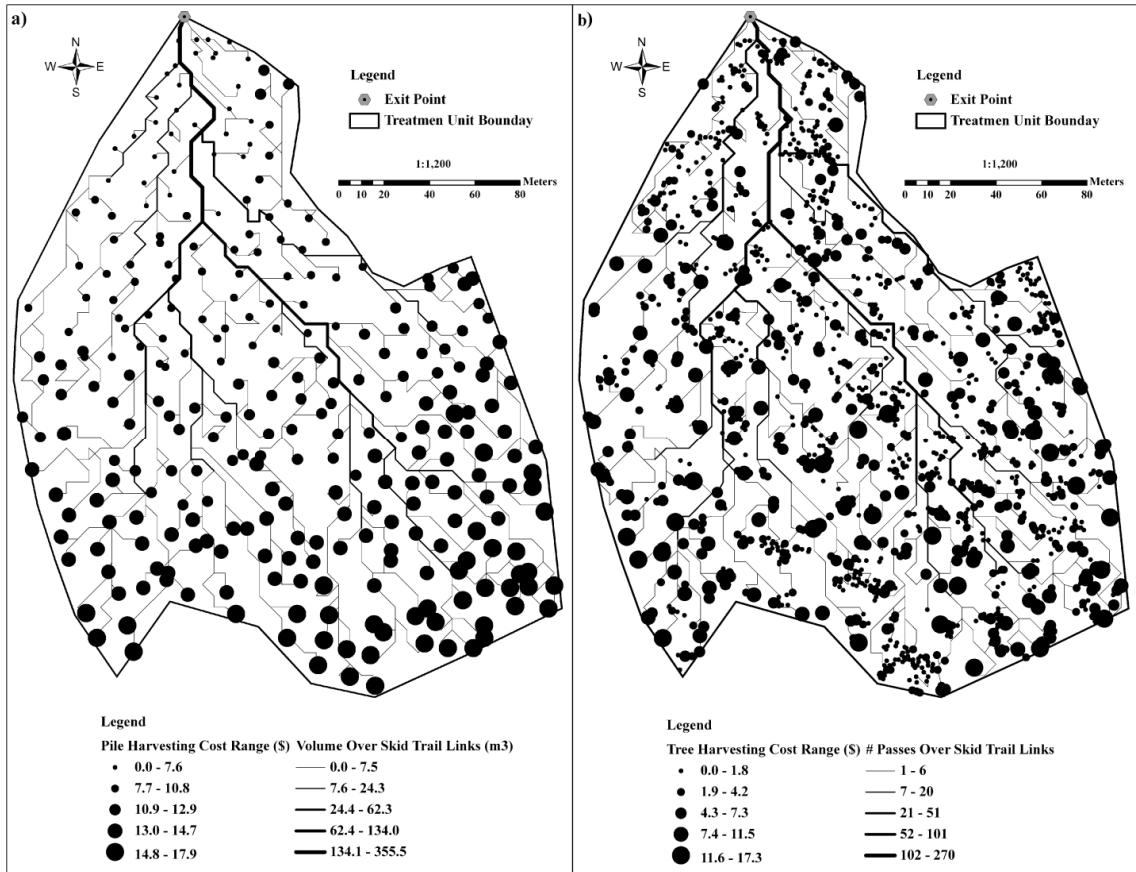 a)
N
W E
S
Legend
Exit Point
Treatmen Unit Bounday
1:1,200
Meters
0 10 20 40 60 80
Legend
Pile Harvesting Cost Range ($) Volume Over Skid Trail Links (m3)
0.0 - 7.6 0.0 - 7.5
7.7 - 10.8 7.6 - 24.3
10.9 - 12.9 24.4 - 62.3
13.0 - 14.7 62.4 - 134.0
14.8 - 17.9 134.1 - 355.5
b)
N
W E
S
Legend
Exit Point
Treatmen Unit Bounday
1:1,200
Meters
0 10 20 40 60 80
Legend
Tree Harvesting Cost Range ($) # Passes Over Skid Trail Links
0.0 - 1.8 1 - 6
1.9 - 4.2 7 - 20
4.3 - 7.3 21 - 51
7.4 - 11.5 52 - 101
11.6 - 17.3 102 - 270